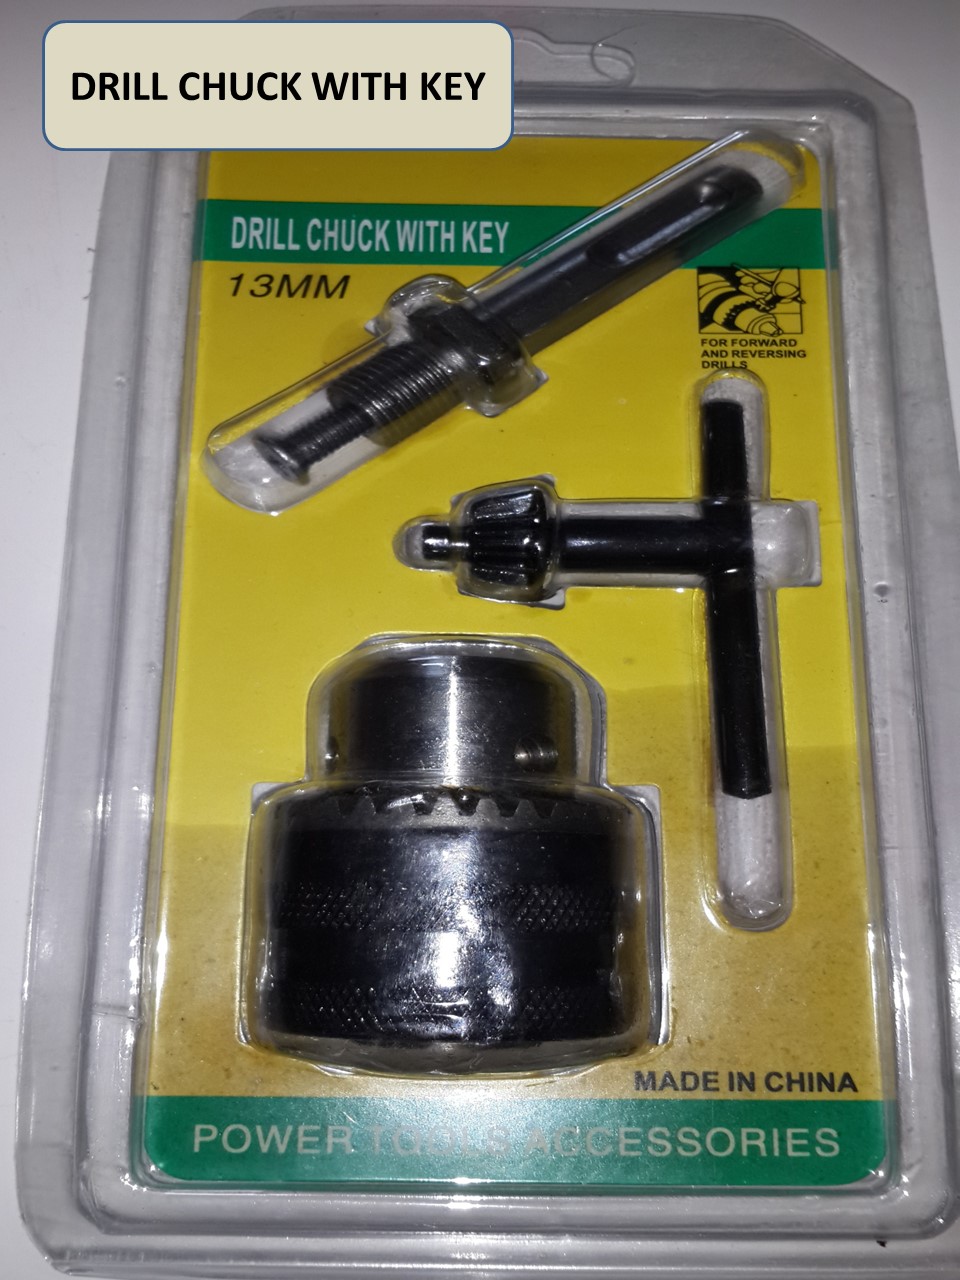 DRILL CHUCK WITH KEY
DRILL CHUCK WITH KEY
13MM
FOR FORWARD
AND REVERSING
DRILLS
MADE IN CHINA
POWER TOOLS ACCESSORIES